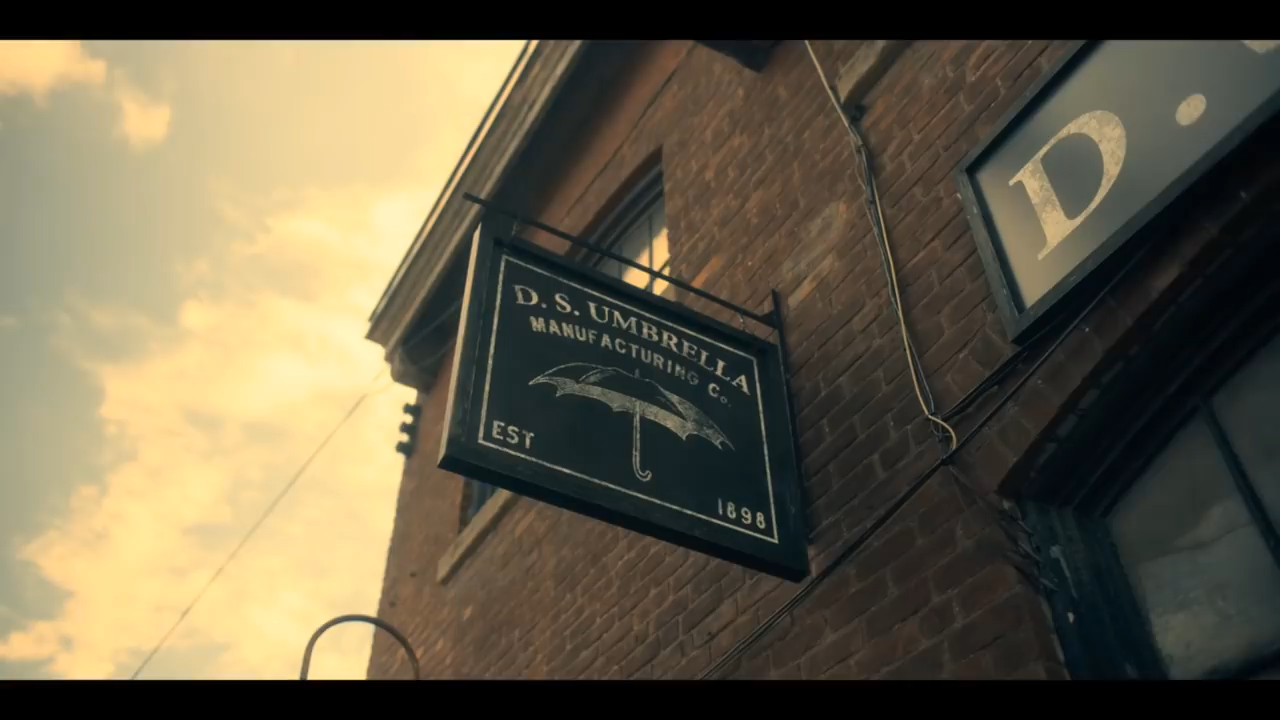 D. S. UMBRELLA
MANUFACTURING Co.
EST
1898
D.